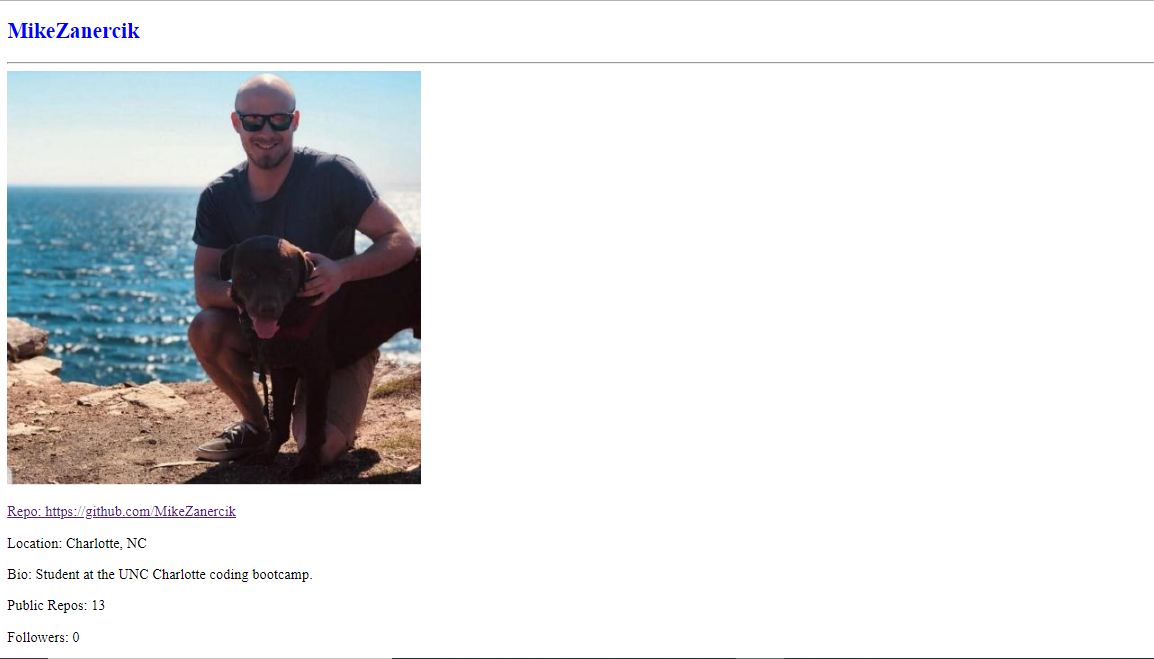 MikeZanercik
Repo: https://github.com/MikeZanercik
Location: Charlotte, NC
Bio: Student at the UNC Charlotte coding bootcamp.
Public Repos: 13
Followers: 0